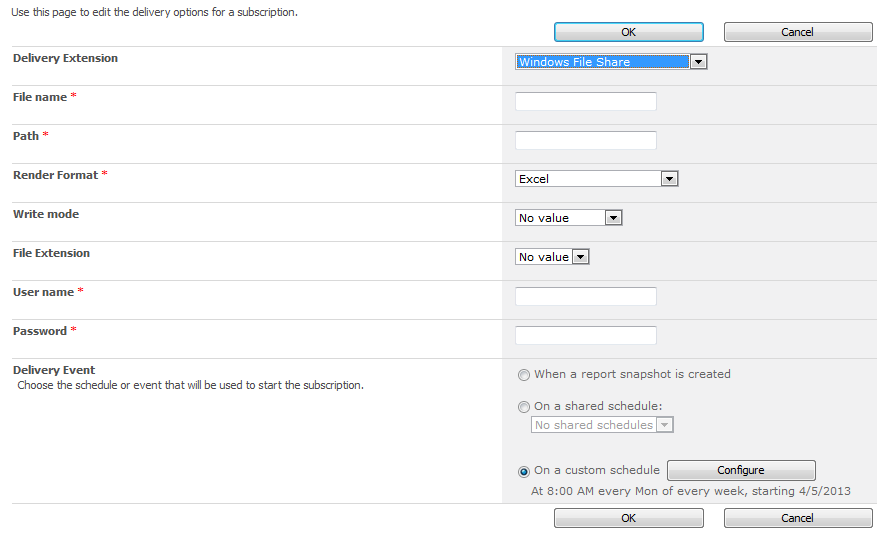 Use this page to edit the delivery options for a subscription.
OK Cancel
Delivery Extension Windows File Share
File name *
Path *
Render Format * Excel
Write mode No value
File Extension No value
User name *
Password *
Delivery Event
Choose the schedule or event that will be used to start the subscription.
When a report snapshot is created
On a shared schedule:
No shared schedules
On a custom schedule Configure
At 8:00 AM every Mon of every week, starting 4/5/2013
OK Cancel